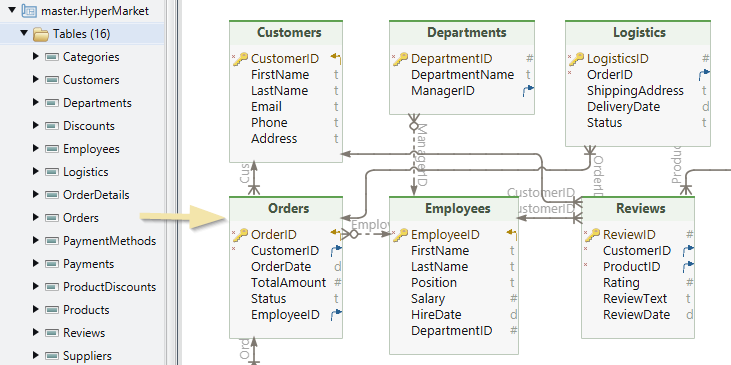 master.HyperMarket
Tables (16)
Categories
Customers
Departments
Discounts
Employees
Logistics
OrderDetails
Orders
PaymentMethods
Payments
ProductDiscounts
Products
Reviews
Suppliers
Customers
CustomerID
FirstName t
LastName t
Email t
Phone t
Address t
Departments
DepartmentID #
DepartmentName t
ManagerID
Logistics
LogisticsID #
OrderID
ShippingAddress t
DeliveryDate d
Status t
Cus
ManagerID
OrderID
Produc
CustomerID
ustomerID
Orders
OrderID
CustomerID
OrderDate d
TotalAmount #
Status t
EmployeeID
Employ
Employees
EmployeeID
FirstName t
LastName t
Position t
Salary #
HireDate d
DepartmentID #
Reviews
ReviewID #
CustomerID
ProductID
Rating #
ReviewText t
ReviewDate d
Ord